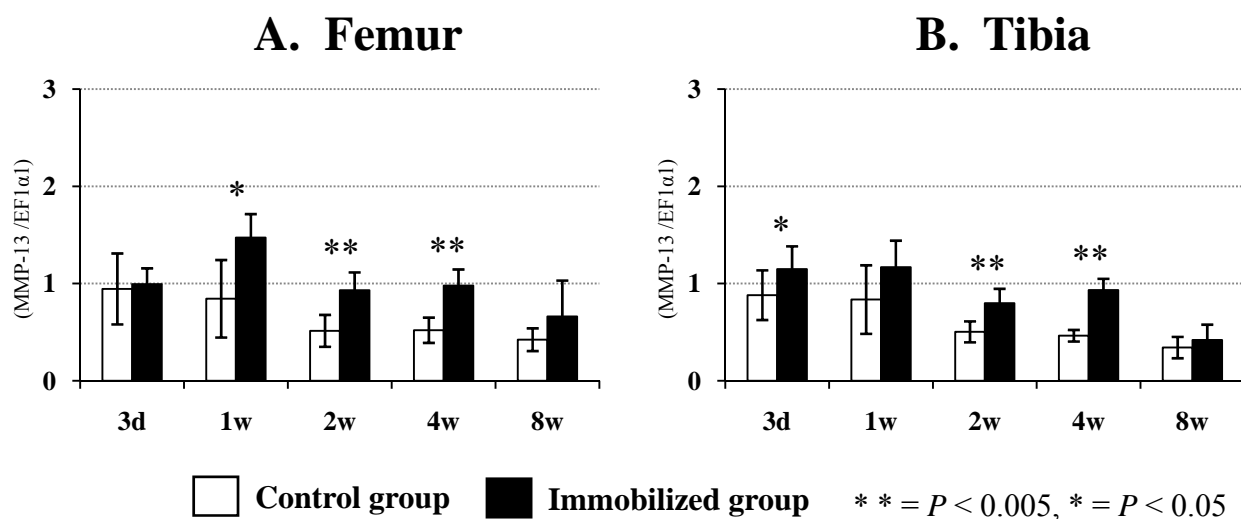 A. Femur
(MMP-13 /EF1α1)
3
2
1
0
*
**
**
3d 1w 2w 4w 8w
B. Tibia
(MMP-13 /EF1α1)
3
2
1
0
*
**
**
3d 1w 2w 4w 8w
Control group Immobilized group * * = P < 0.005, * = P < 0.05